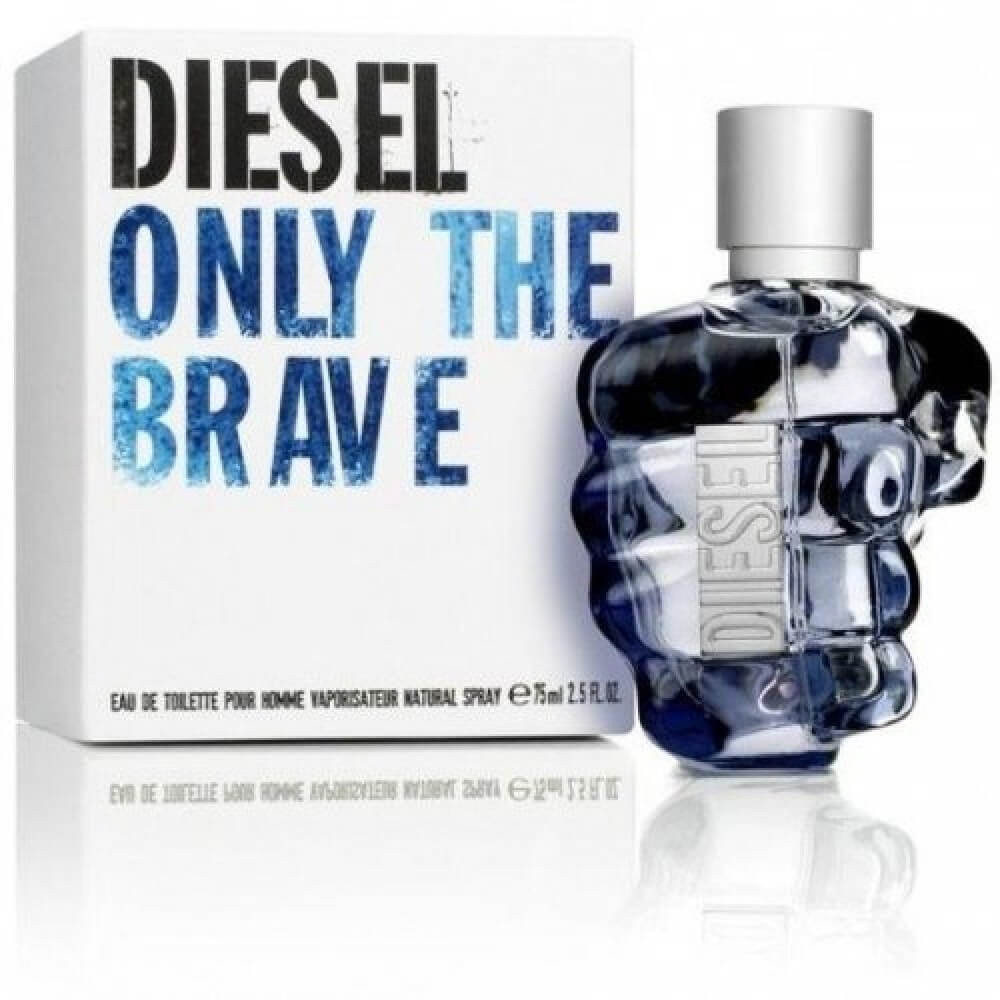 DIESEL
ONLY THE
BRAVE
EAU DE TOILETTE POUR HOMME VAPORISATEUR NATURAL SPRAY ℮75ml 2.5 FL.OZ.
DIESEL